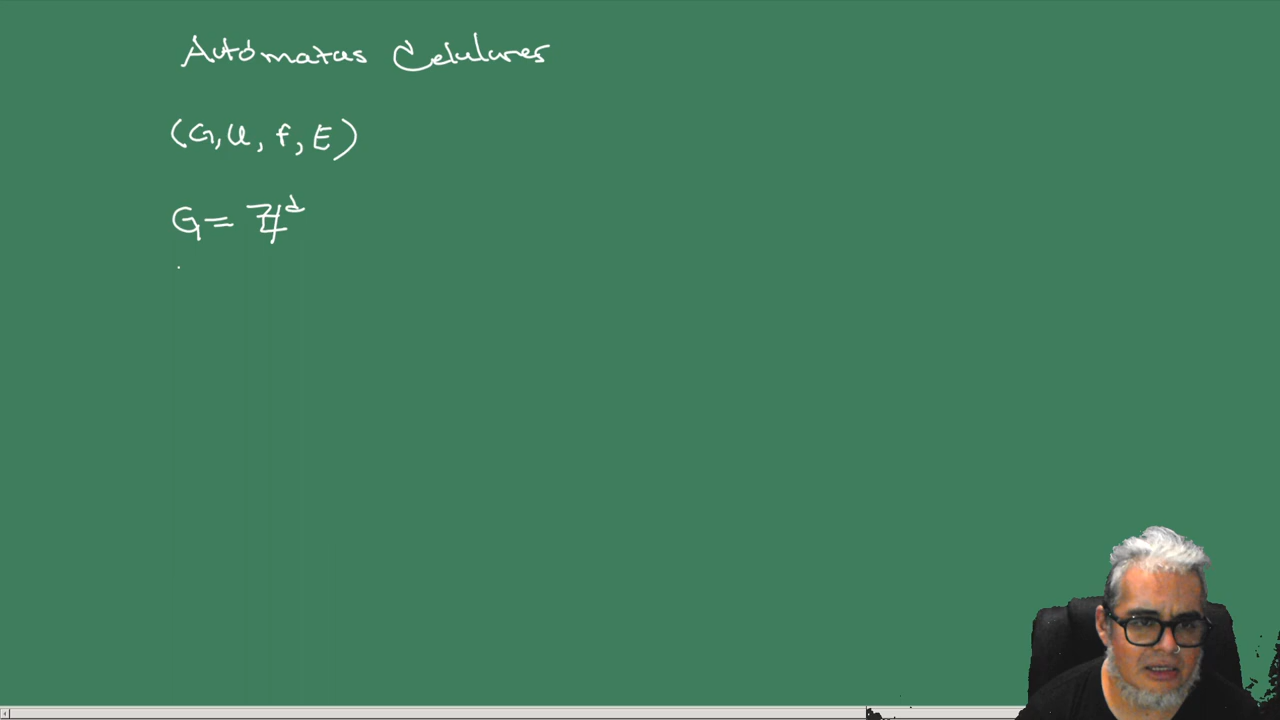 Autómatas Celulares
(G, U, f, E)
G = ℤ^d